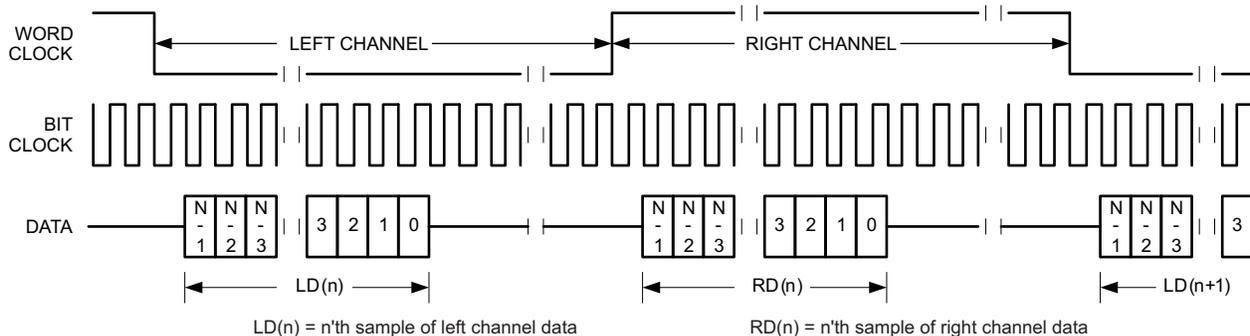 WORD
CLOCK
LEFT CHANNEL
RIGHT CHANNEL
BIT
CLOCK
DATA
N-1 N-2 N-3 3 2 1 0 N-1 N-2 N-3 3 2 1 0 N-1 N-2 N-3 3
LD(n) RD(n) LD(n+1)
LD(n) = n'th sample of left channel data
RD(n) = n'th sample of right channel data